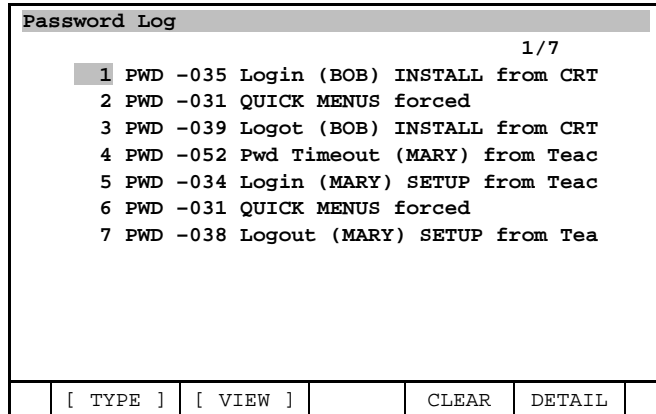 Password Log
1/7
1 PWD -035 Login (BOB) INSTALL from CRT
2 PWD -031 QUICK MENUS forced
3 PWD -039 Logot (BOB) INSTALL from CRT
4 PWD -052 Pwd Timeout (MARY) from Teac
5 PWD -034 Login (MARY) SETUP from Teac
6 PWD -031 QUICK MENUS forced
7 PWD -038 Logout (MARY) SETUP from Tea
[ TYPE ] [ VIEW ] CLEAR DETAIL